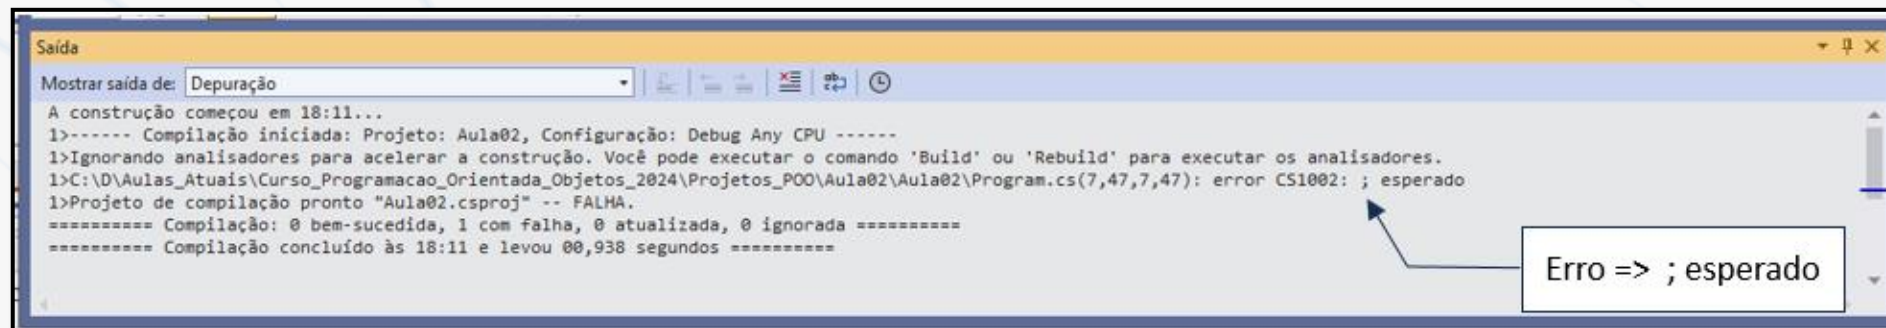 Saída
Mostrar saída de: Depuração
A construção começou em 18:11...
1>------ Compilação iniciada: Projeto: Aula02, Configuração: Debug Any CPU ------
1>Ignorando analisadores para acelerar a construção. Você pode executar o comando 'Build' ou 'Rebuild' para executar os analisadores.
1>C:\D\Aulas_Atuais\Curso_Programacao_Orientada_Objetos_2024\Projetos_POO\Aula02\Aula02\Program.cs(7,47,7,47): error CS1002: ; esperado
1>Projeto de compilação pronto "Aula02.csproj" -- FALHA.
========== Compilação: 0 bem-sucedida, 1 com falha, 0 atualizada, 0 ignorada ==========
========== Compilação concluído às 18:11 e levou 00,938 segundos ==========
Erro => ; esperado